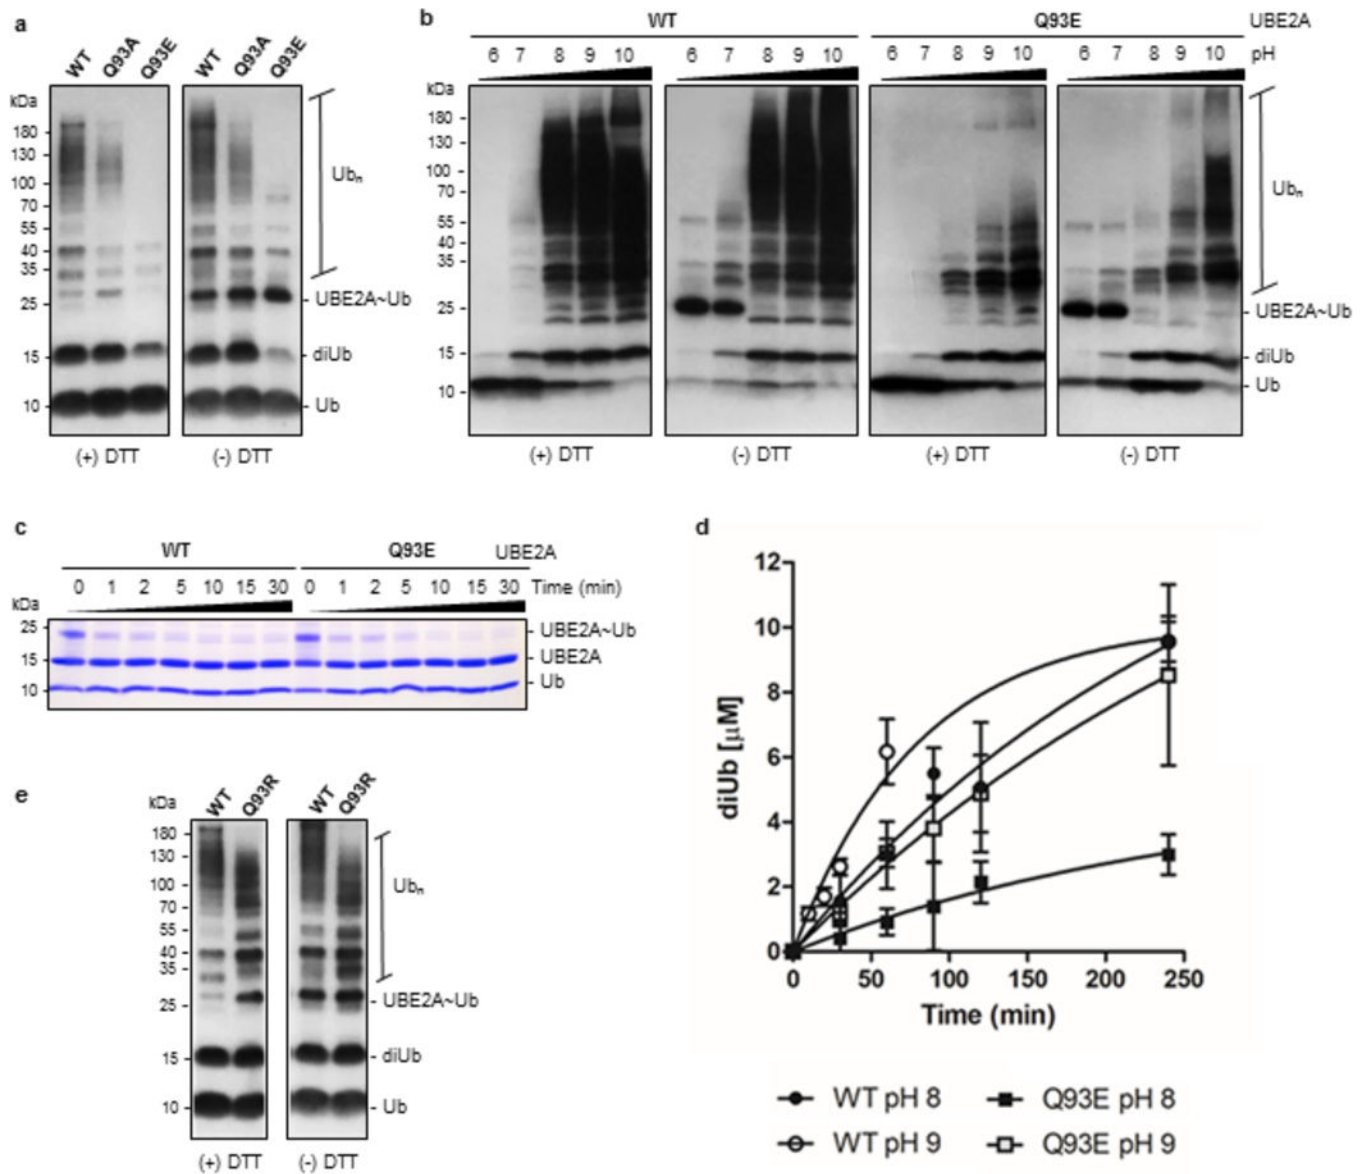 a
WT Q93A Q93E WT Q93A Q93E
kDa
180
130
100
70
55
40
35
25
15
10
Ubn
UBE2A~Ub
diUb
Ub
(+) DTT (-) DTT
b
WT Q93E UBE2A
6 7 8 9 10 6 7 8 9 10 6 7 8 9 10 6 7 8 9 10 pH
kDa
180
130
100
70
55
40
35
25
15
10
Ubn
UBE2A~Ub
diUb
Ub
(+) DTT (-) DTT (+) DTT (-) DTT
c
WT Q93E UBE2A
0 1 2 5 10 15 30 0 1 2 5 10 15 30 Time (min)
kDa
25
15
10
UBE2A~Ub
UBE2A
Ub
d
diUb [µM]
12
10
8
6
4
2
0
0 50 100 150 200 250
Time (min)
WT pH 8 Q93E pH 8
WT pH 9 Q93E pH 9
e
WT Q93R WT Q93R
kDa
180
130
100
70
55
40
35
25
15
10
Ubn
UBE2A~Ub
diUb
Ub
(+) DTT (-) DTT